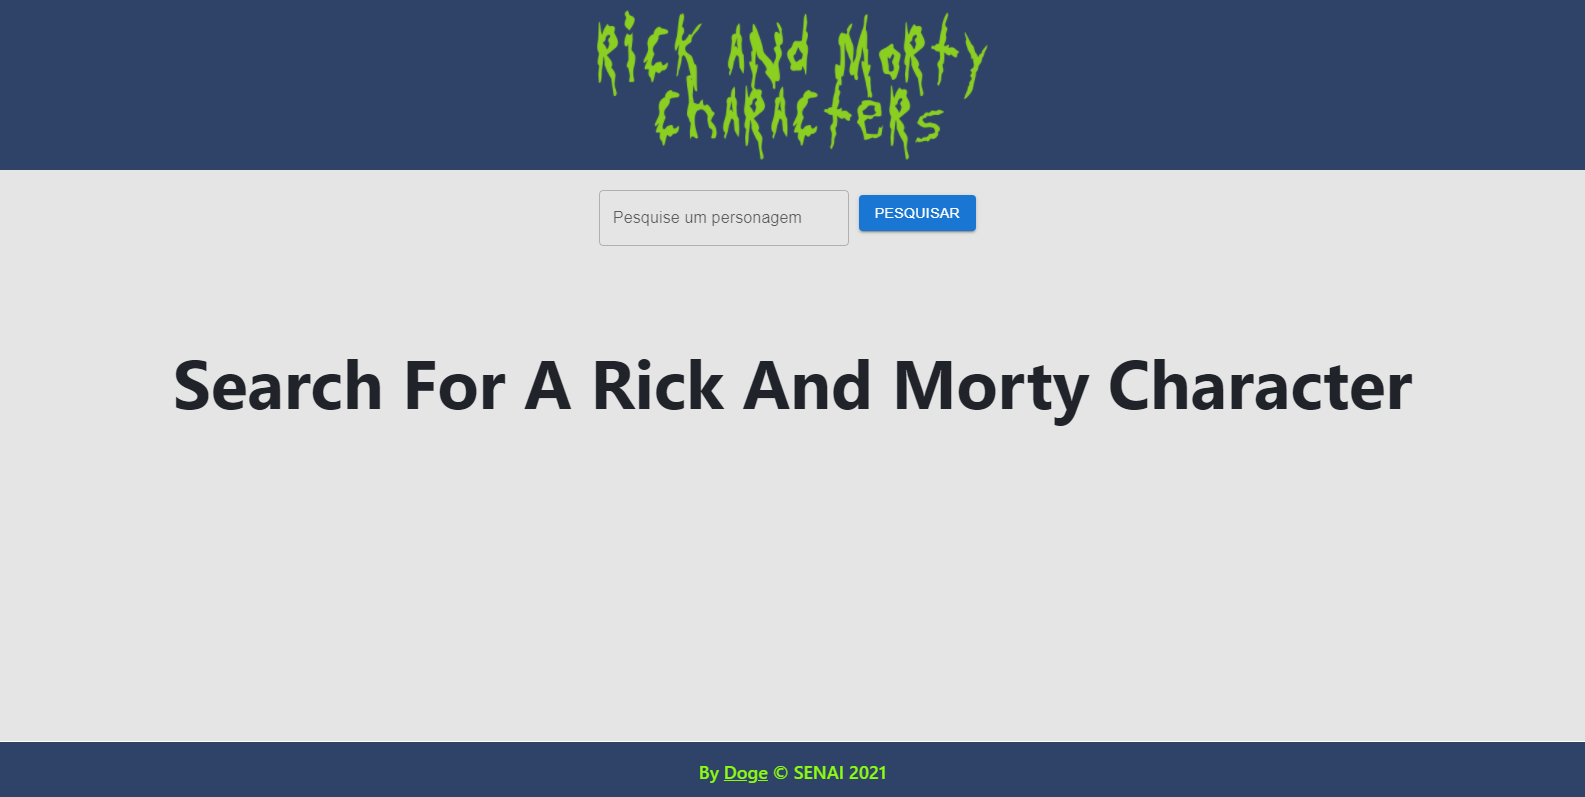 Rick and Morty
Characters
Pesquise um personagem
PESQUISAR
Search For A Rick And Morty Character
By Doge © SENAI 2021